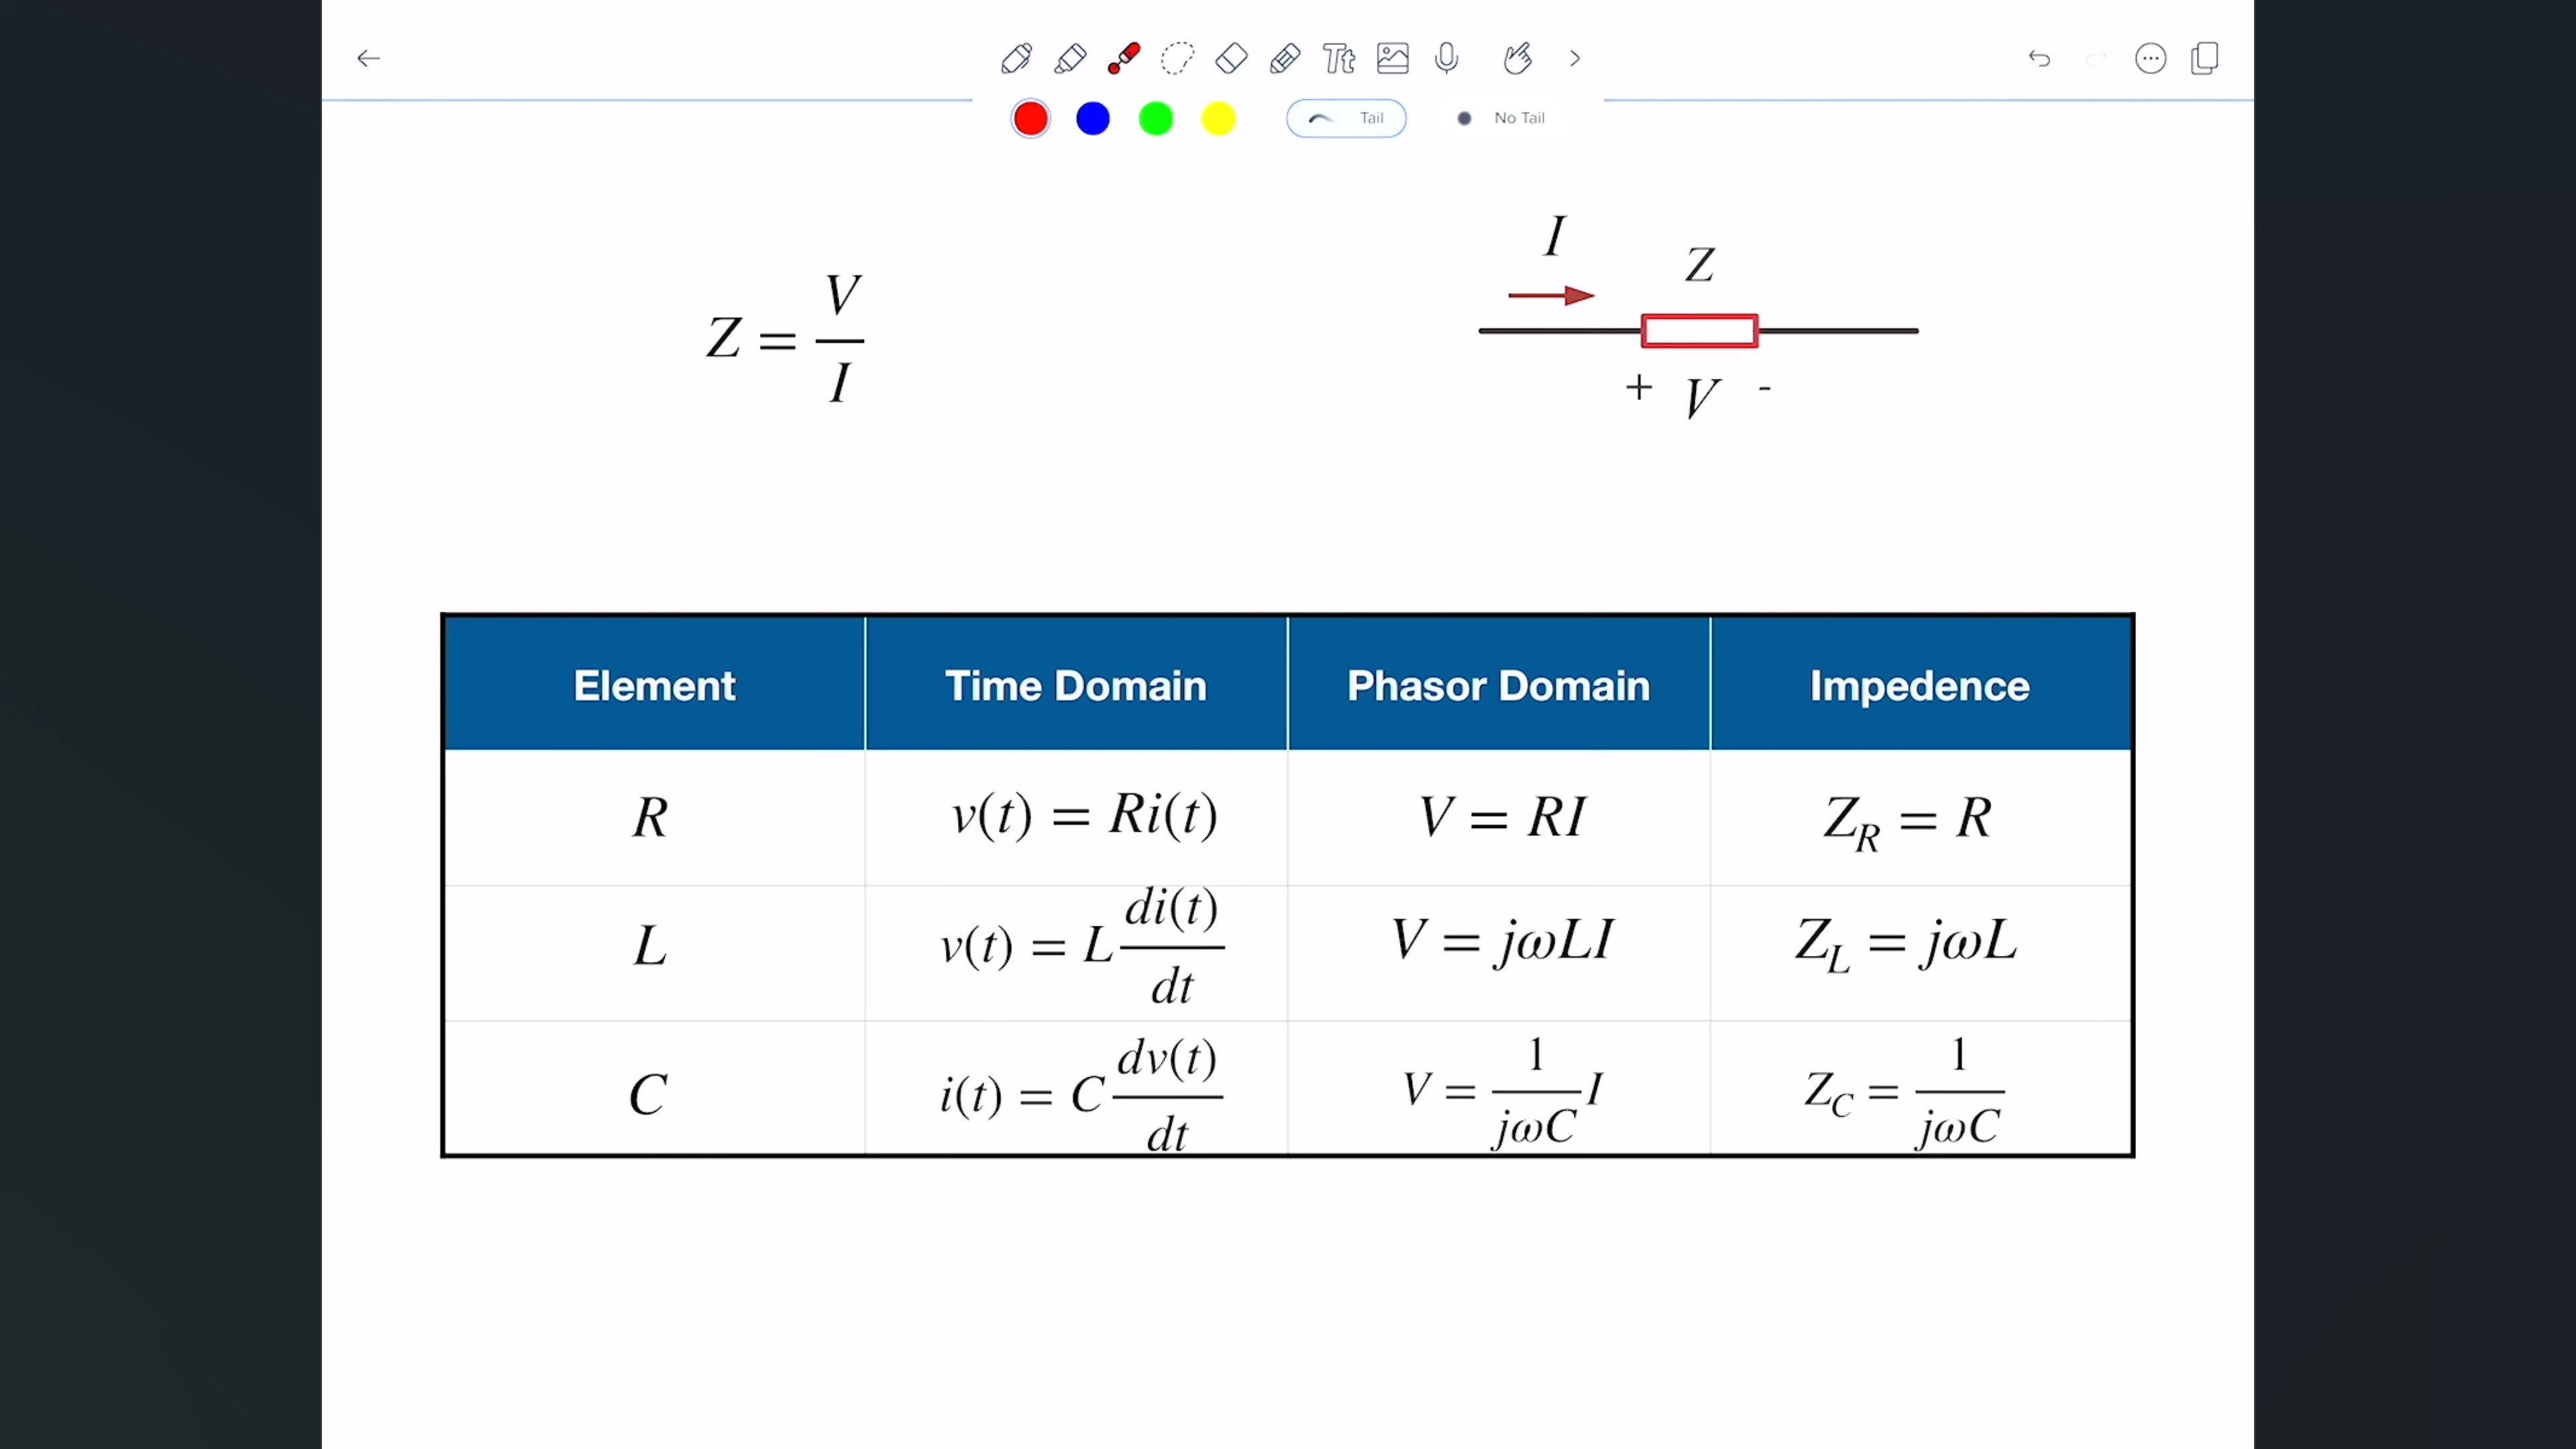 Tt
Tail
No Tail
Z = V/I
I
Z
+ V -
Element Time Domain Phasor Domain Impedence
R v(t) = Ri(t) V = RI Z_R = R
L v(t) = L di(t)/dt V = jωLI Z_L = jωL
C i(t) = C dv(t)/dt V = 1/jωC I Z_C = 1/jωC